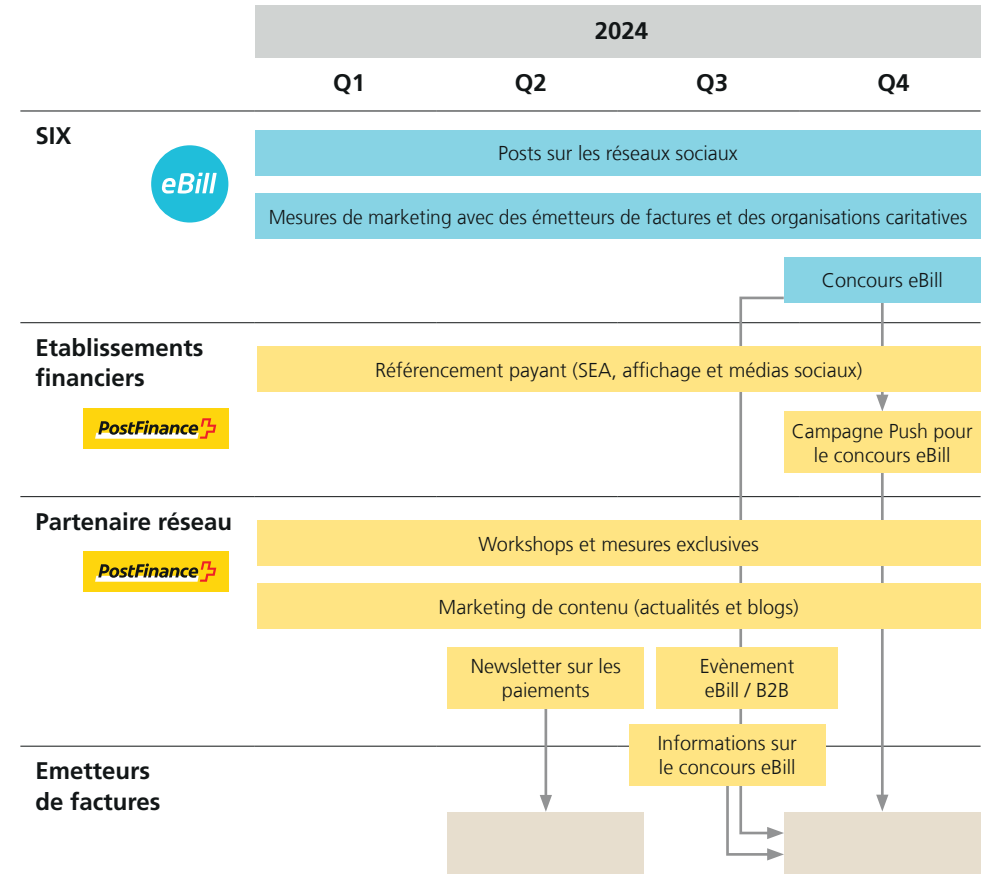 2024
Q1 Q2 Q3 Q4
SIX
eBill
Posts sur les réseaux sociaux
Mesures de marketing avec des émetteurs de factures et des organisations caritatives
Concours eBill
Etablissements
financiers
PostFinance
Référencement payant (SEA, affichage et médias sociaux)
Campagne Push pour
le concours eBill
Partenaire réseau
PostFinance
Workshops et mesures exclusives
Marketing de contenu (actualités et blogs)
Newsletter sur les
paiements
Evènement
eBill / B2B
Informations sur
le concours eBill
Emetteurs
de factures